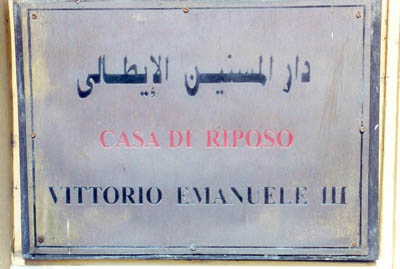 دار المسنين الإيطالى
CASA DI RIPOSO
VITTORIO EMANUELE III